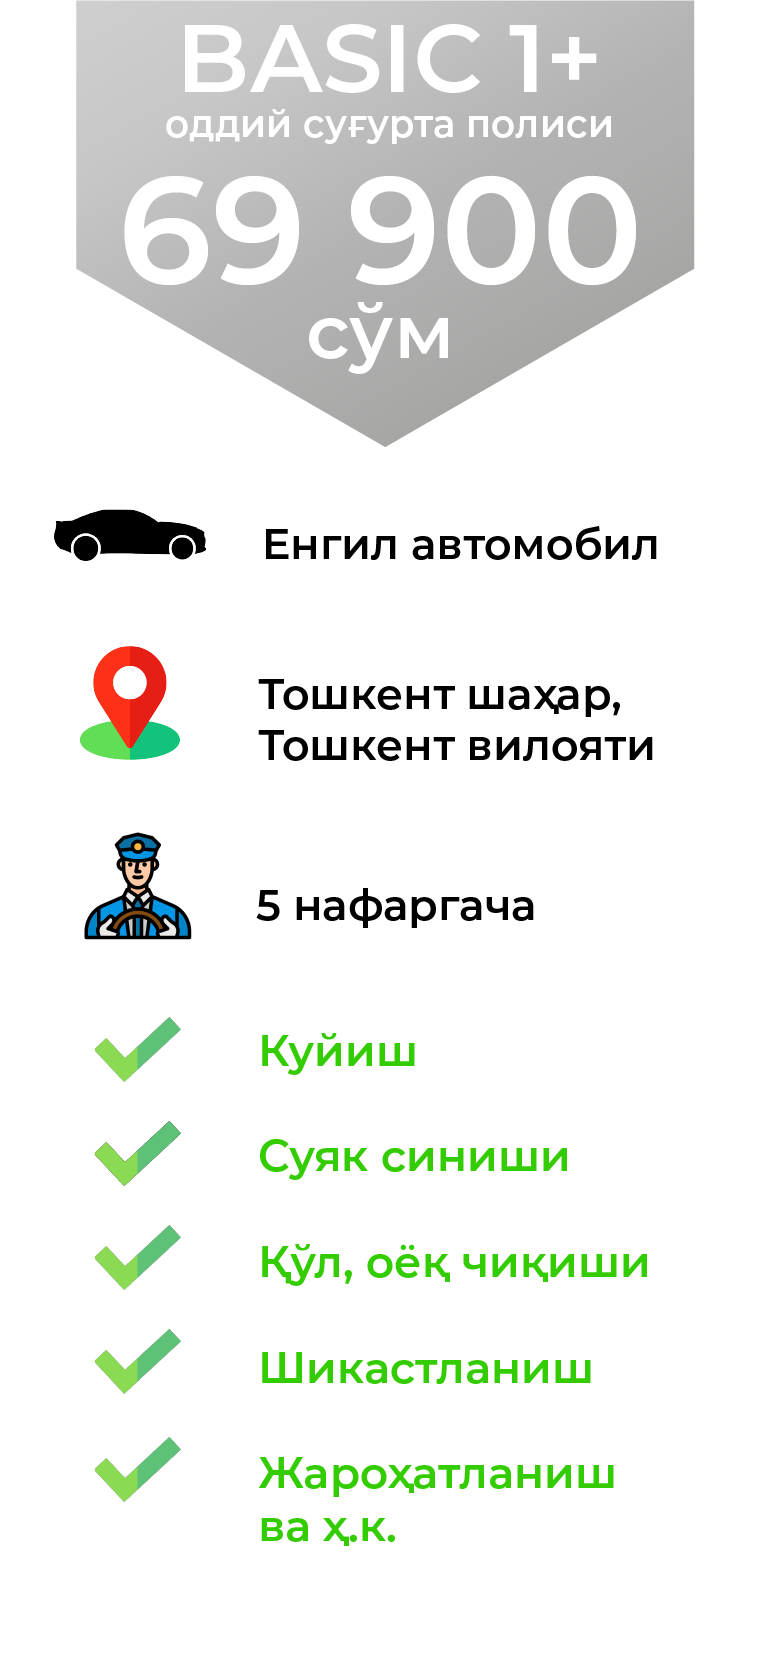 BASIC 1+
оддий суғурта полиси
69 900
сўм
Енгил автомобил
Тошкент шаҳар,
Тошкент вилояти
5 нафаргача
Куйиш
Суяк синиши
Қўл, оёқ чиқиши
Шикастланиш
Жароҳатланиш
ва ҳ.к.